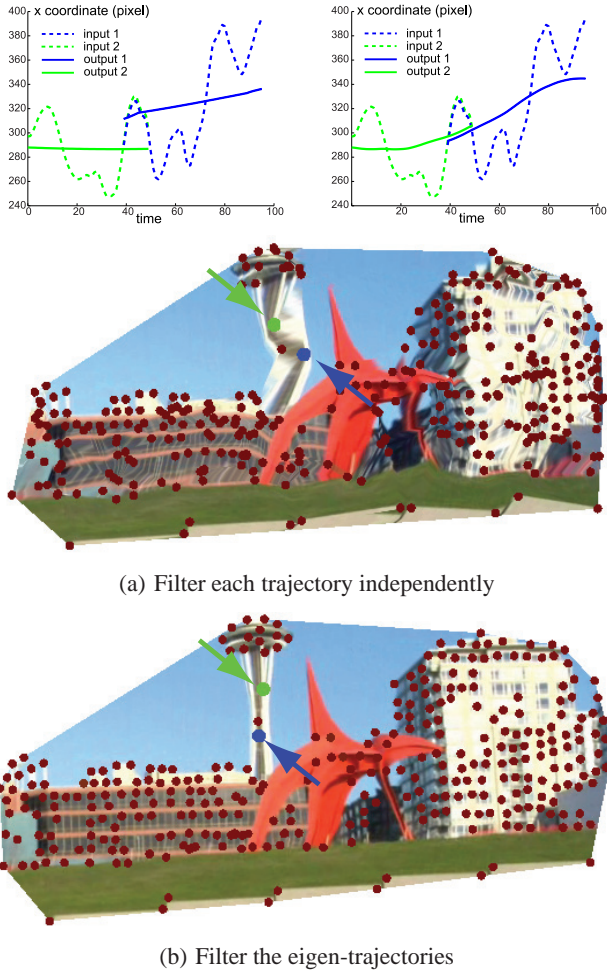 x coordinate (pixel)
400
380
360
340
320
300
280
260
240
input 1
input 2
output 1
output 2
0
20
40
60
80
100
time
x coordinate (pixel)
400
380
360
340
320
300
280
260
240
input 1
input 2
output 1
output 2
20
40
60
80
100
time
(a) Filter each trajectory independently
(b) Filter the eigen-trajectories